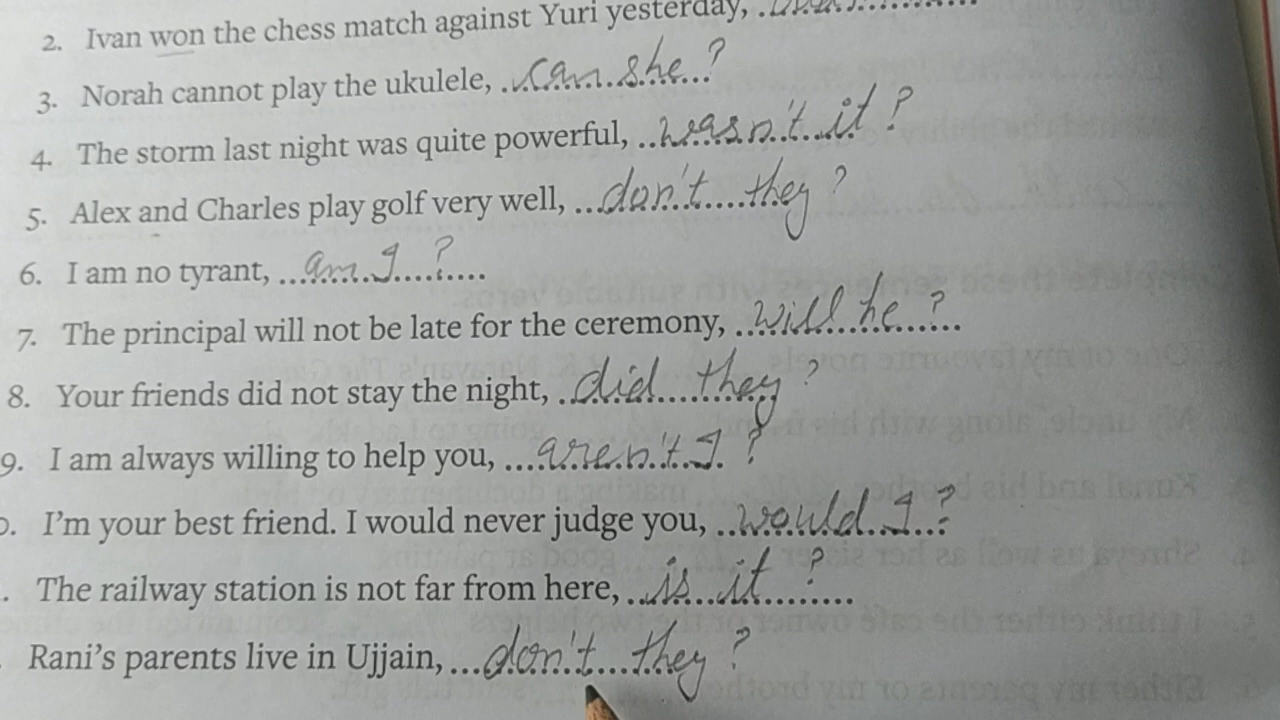 2. Ivan won the chess match against Yuri yesterday,
3. Norah cannot play the ukulele, ..can she?
4. The storm last night was quite powerful, ..wasn't it?
5. Alex and Charles play golf very well, ...don't they?
6. I am no tyrant, ...am I?
7. The principal will not be late for the ceremony, ..will he?
8. Your friends did not stay the night, ..did they?
9. I am always willing to help you, ....aren't I?
I'm your best friend. I would never judge you, ..would I?
The railway station is not far from here, ...is it?
Rani's parents live in Ujjain, ...don't they?